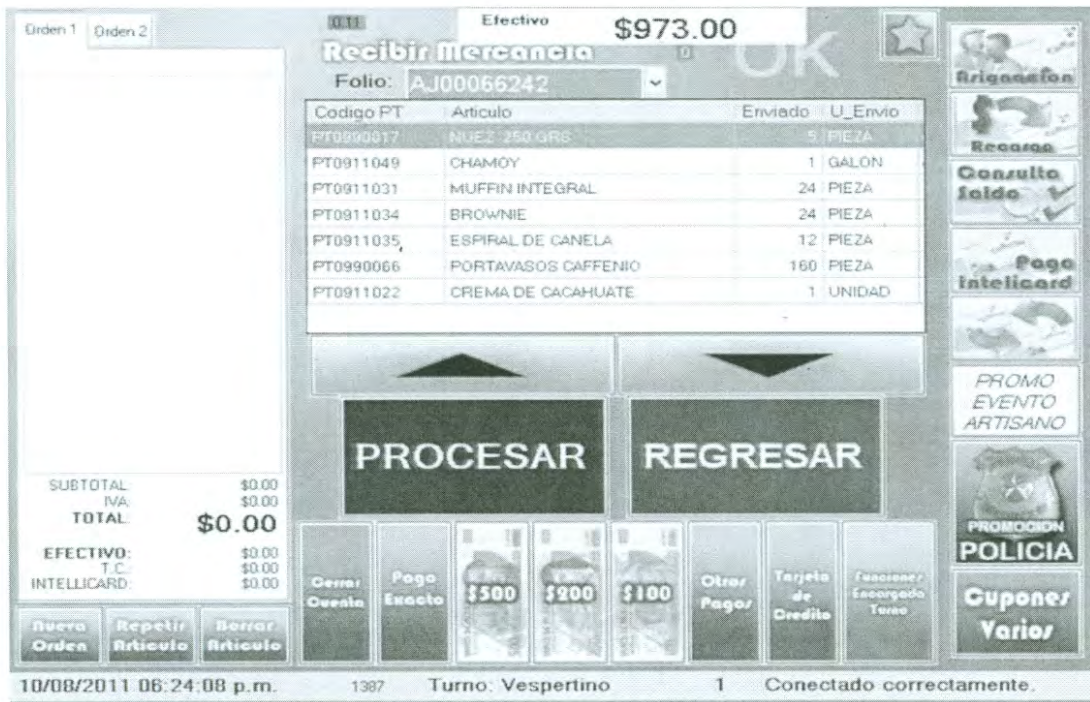 Orden 1 Orden 2
0.11 Efectivo $973.00
Recibir Mercancia 0 OK
Folio: AJ00066242
Codigo PT Articulo Enviado U_Envio
PT0990017 NUEZ 250 GRS 5 PIEZA
PT0911049 CHAMOY 1 GALON
PT0911031 MUFFIN INTEGRAL 24 PIEZA
PT0911034 BROWNIE 24 PIEZA
PT0911035 ESPIRAL DE CANELA 12 PIEZA
PT0990066 PORTAVASOS CAFFENIO 160 PIEZA
PT0911022 CREMA DE CACAHUATE 1 UNIDAD
PROCESAR REGRESAR
SUBTOTAL: $0.00
IVA: $0.00
TOTAL: $0.00
EFECTIVO: $0.00
T.C.: $0.00
INTELLICARD: $0.00
Nueva Orden
Repetir Articulo
Borrar Articulo
Cerrar Cuenta
Pago Exacto
$500
$200
$100
Otros Pagos
Tarjeta de Credito
Funciones Encargado Turno
Asignacion
Recarga
Consulta Saldo
Pago Intelicard
PROMO
EVENTO
ARTISANO
PROMOCION
POLICIA
Cupones
Varios
10/08/2011 06:24:08 p.m. 1387 Turno: Vespertino 1 Conectado correctamente.